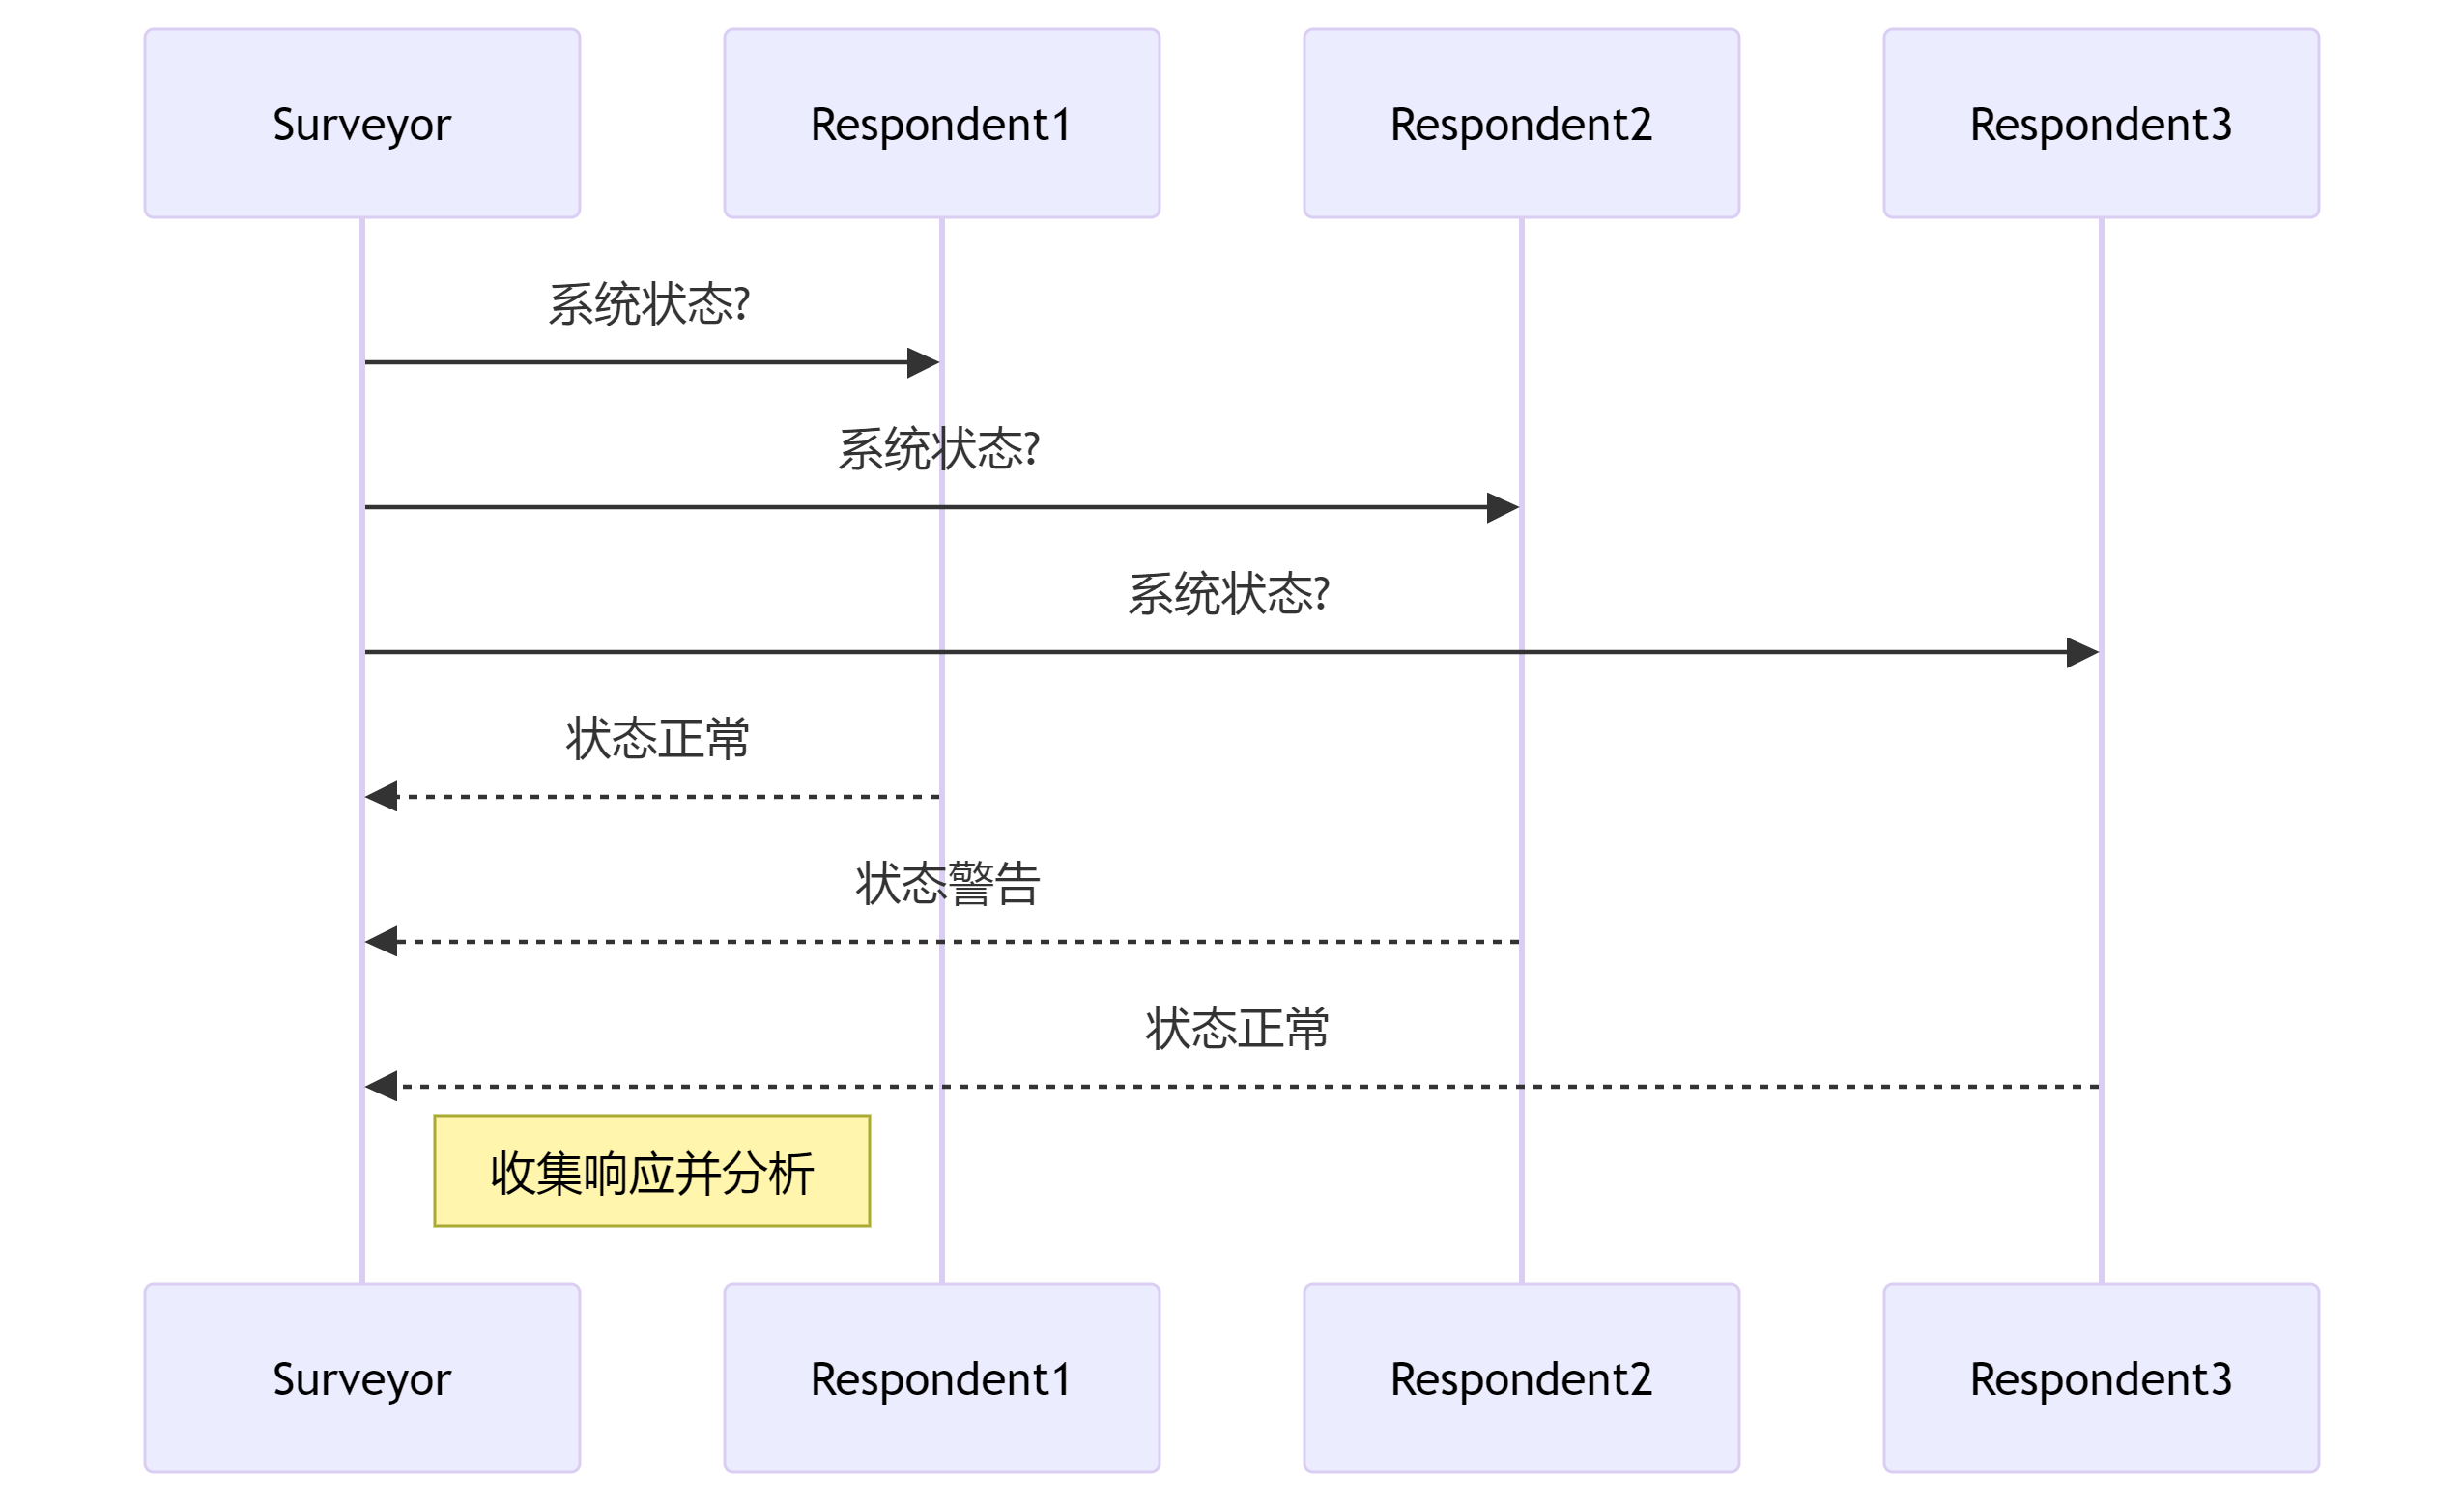 Surveyor
Respondent1
Respondent2
Respondent3
系统状态?
系统状态?
系统状态?
状态正常
状态警告
状态正常
收集响应并分析
Surveyor
Respondent1
Respondent2
Respondent3